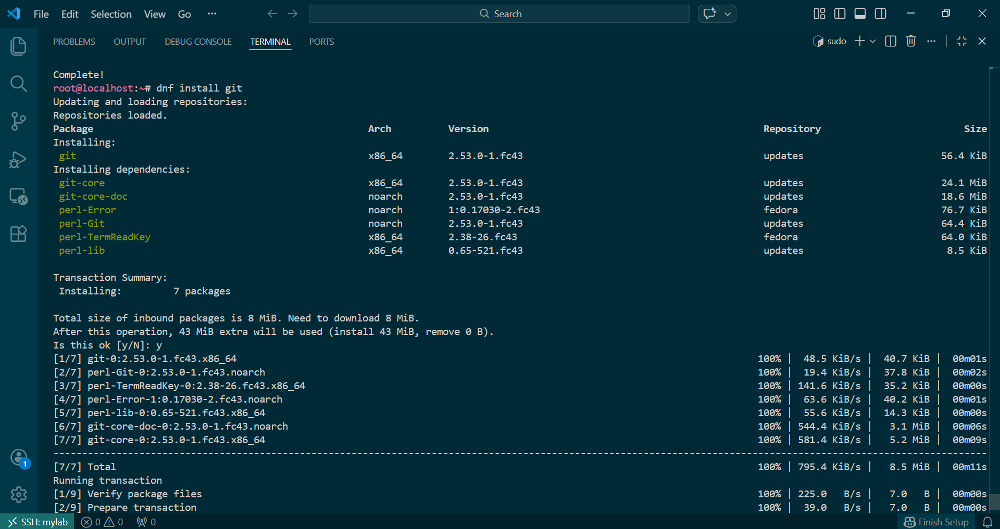 File Edit Selection View Go ··· Search
PROBLEMS OUTPUT DEBUG CONSOLE TERMINAL PORTS sudo
Complete!
root@localhost:~# dnf install git
Updating and loading repositories:
Repositories loaded.
Package Arch Version Repository Size
Installing:
git x86_64 2.53.0-1.fc43 updates 56.4 KiB
Installing dependencies:
git-core x86_64 2.53.0-1.fc43 updates 24.1 MiB
git-core-doc noarch 2.53.0-1.fc43 updates 18.6 MiB
perl-Error noarch 1:0.17030-2.fc43 fedora 76.7 KiB
perl-Git noarch 2.53.0-1.fc43 updates 64.4 KiB
perl-TermReadKey x86_64 2.38-26.fc43 fedora 64.0 KiB
perl-lib x86_64 0.65-521.fc43 updates 8.5 KiB
Transaction Summary:
Installing: 7 packages
Total size of inbound packages is 8 MiB. Need to download 8 MiB.
After this operation, 43 MiB extra will be used (install 43 MiB, remove 0 B).
Is this ok [y/N]: y
[1/7] git-0:2.53.0-1.fc43.x86_64 100% | 48.5 KiB/s | 40.7 KiB | 00m01s
[2/7] perl-Git-0:2.53.0-1.fc43.noarch 100% | 19.4 KiB/s | 37.8 KiB | 00m02s
[3/7] perl-TermReadKey-0:2.38-26.fc43.x86_64 100% | 141.6 KiB/s | 35.2 KiB | 00m00s
[4/7] perl-Error-1:0.17030-2.fc43.noarch 100% | 63.6 KiB/s | 40.2 KiB | 00m01s
[5/7] perl-lib-0:0.65-521.fc43.x86_64 100% | 55.6 KiB/s | 14.3 KiB | 00m00s
[6/7] git-core-doc-0:2.53.0-1.fc43.noarch 100% | 544.4 KiB/s | 3.1 MiB | 00m06s
[7/7] git-core-0:2.53.0-1.fc43.x86_64 100% | 581.4 KiB/s | 5.2 MiB | 00m09s
-------------------------------------------------------------------------------------------------------------------------------------------------------------------
[7/7] Total 100% | 795.4 KiB/s | 8.5 MiB | 00m11s
Running transaction
[1/9] Verify package files 100% | 225.0 B/s | 7.0 B | 00m00s
[2/9] Prepare transaction 100% | 39.0 B/s | 7.0 B | 00m00s
1
SSH: mylab 0 0 0 Finish Setup